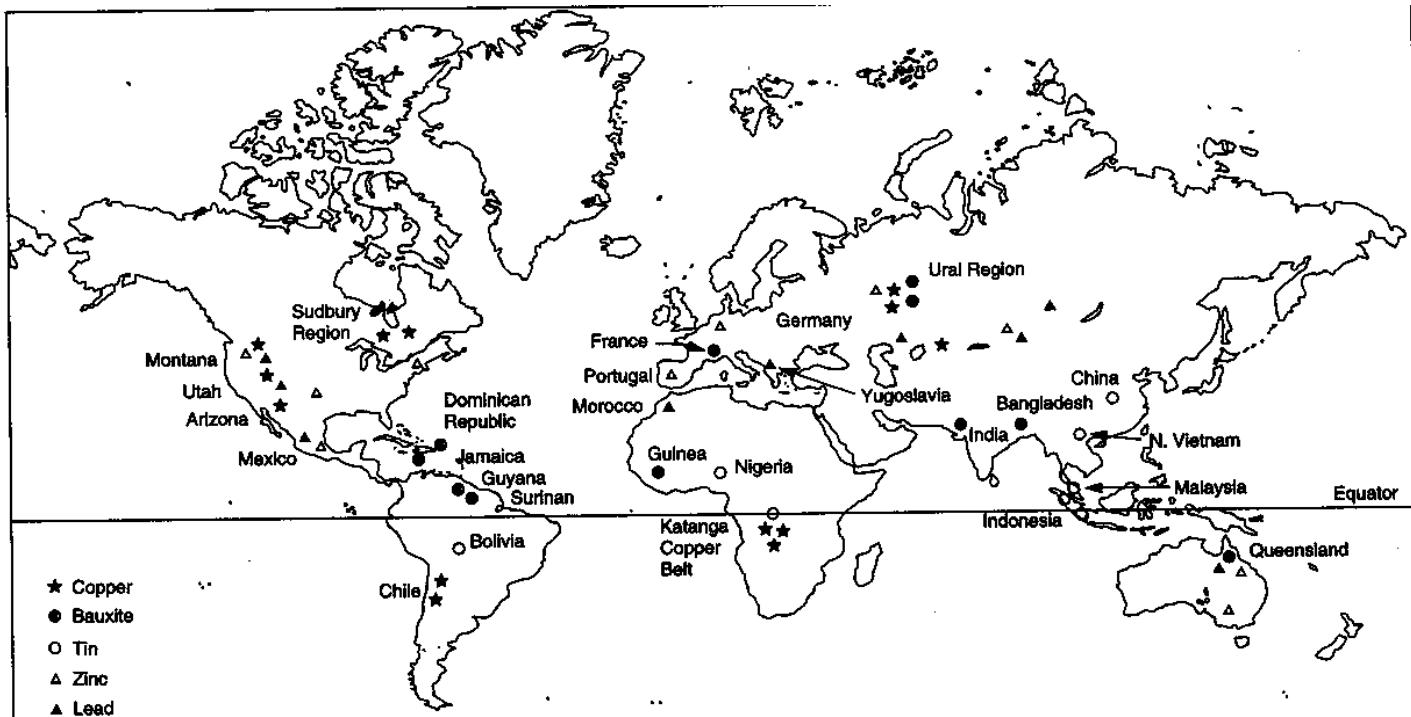 Ural Region
Sudbury
Region
Germany
France
Montana
Portugal
China
Utah
Yugoslavia
Dominican
Republic
Bangladesh
Morocco
Arizona
India
N. Vietnam
Mexico
Jamaica
Guinea
Nigeria
Guyana
Malaysia
Surinan
Equator
Katanga
Copper
Belt
Indonesia
Bolivia
Queensland
Chile
Copper
Bauxite
Tin
Zinc
Lead